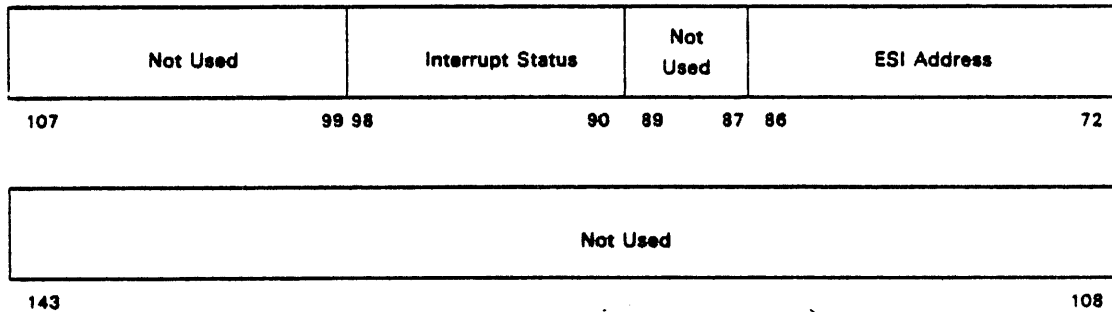 Not Used Interrupt Status Not Used ESI Address
107 99 98 90 89 87 86 72
Not Used
143 108